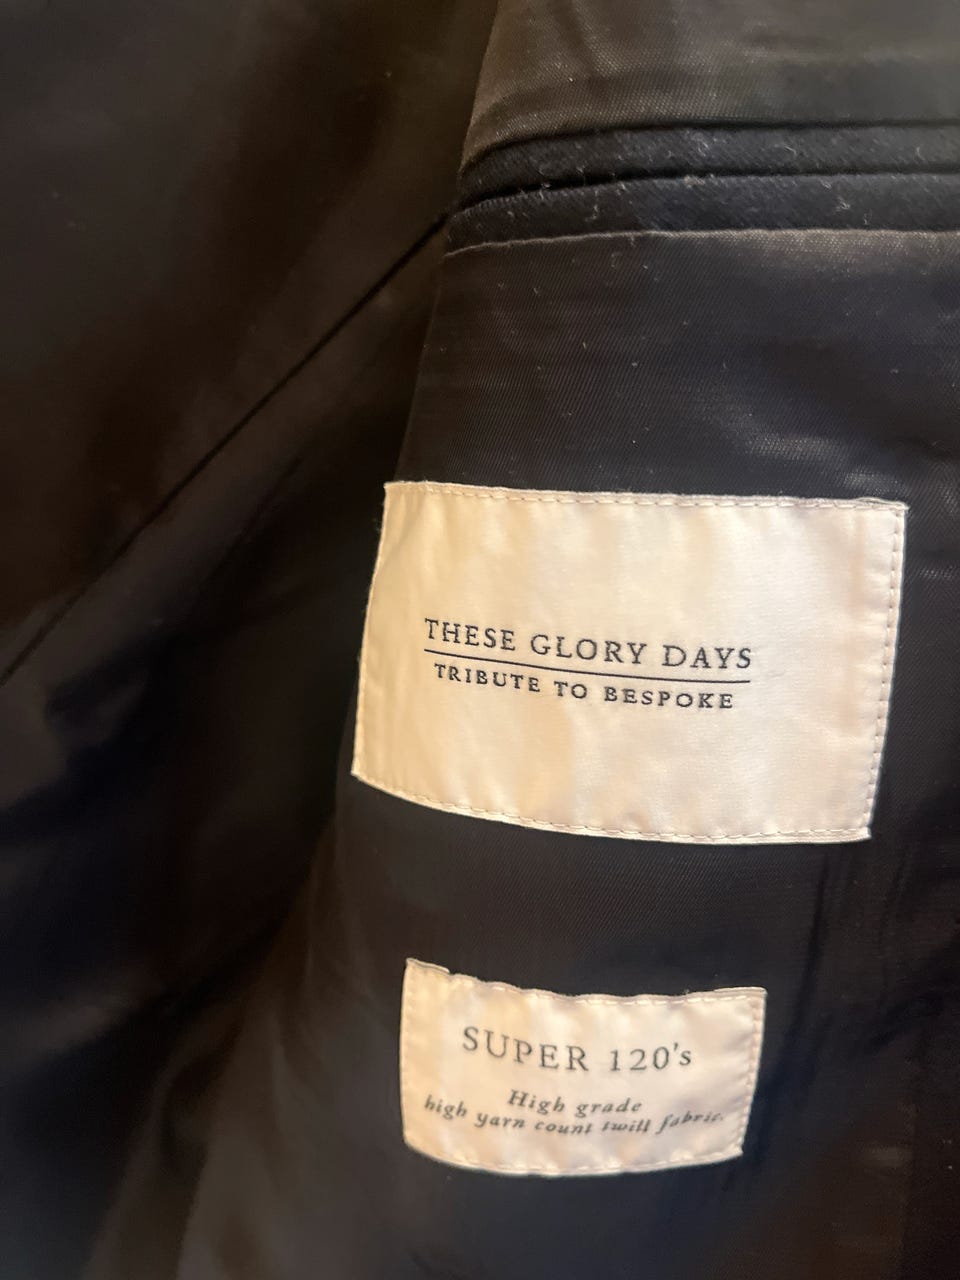 THESE GLORY DAYS
TRIBUTE TO BESPOKE
SUPER 120's
High grade
high yarn count twill fabric.